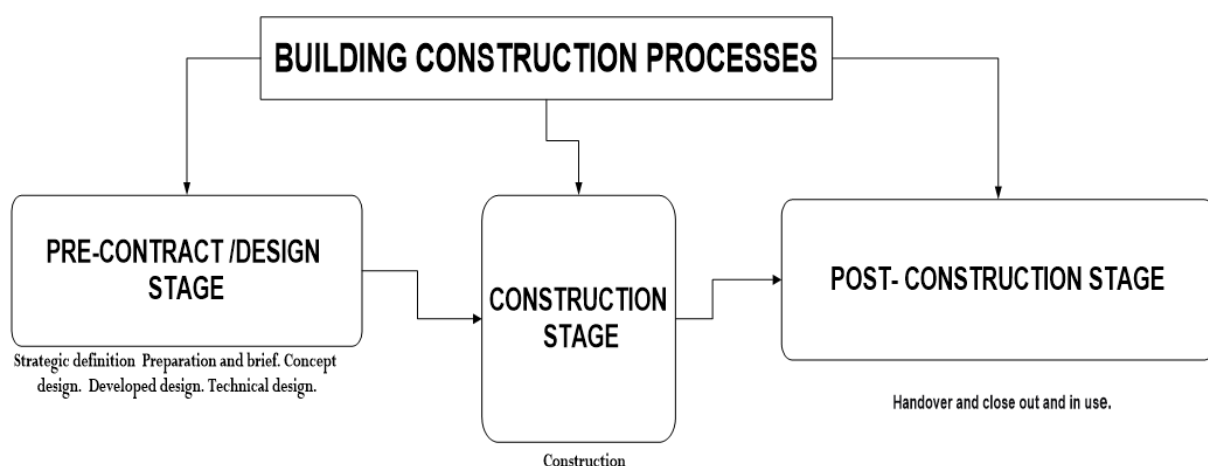 BUILDING CONSTRUCTION PROCESSES
PRE-CONTRACT /DESIGN
STAGE
Strategic definition  Preparation and brief. Concept
design.  Developed design. Technical design.
CONSTRUCTION
STAGE
Construction
POST- CONSTRUCTION STAGE
Handover and close out and in use.